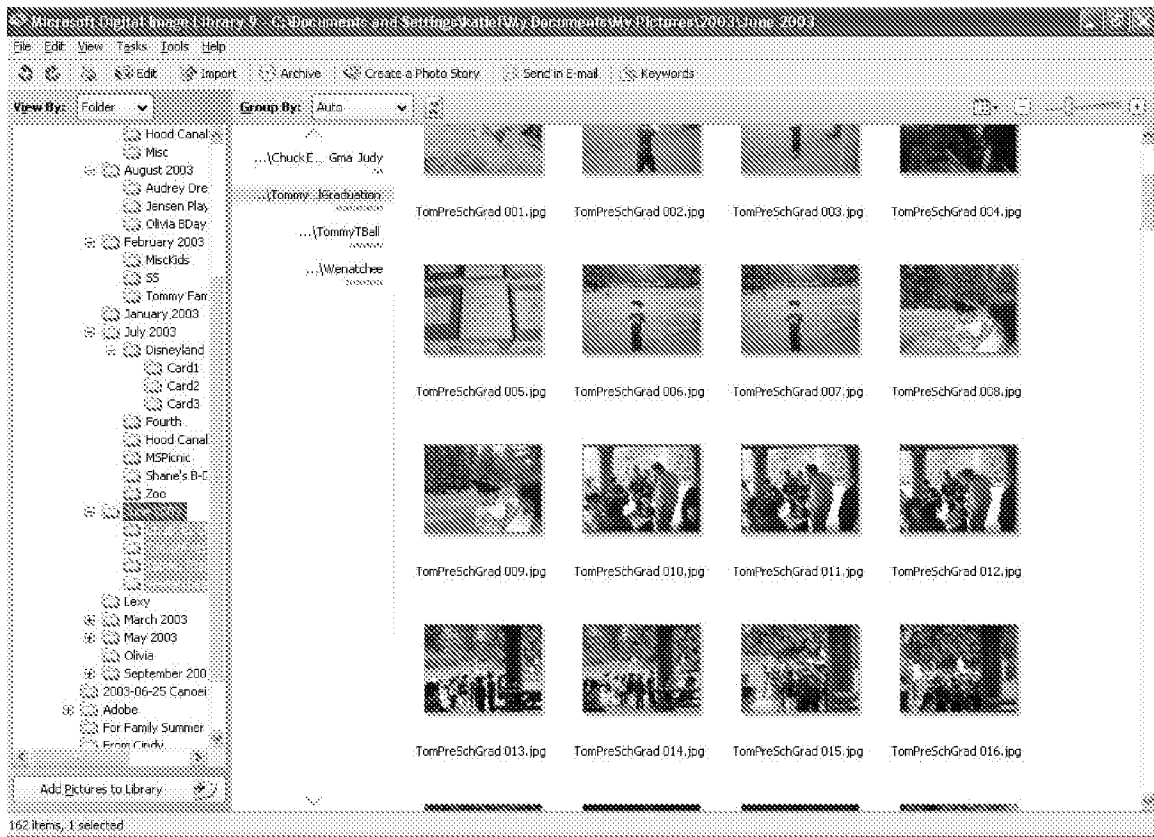 Microsoft Digital Image Library 9 - C:\Documents and Settings\katief\My Documents\My Pictures\2003\June 2003
File Edit View Tasks Tools Help
Edit Import Archive Create a Photo Story Send in E-mail Keywords
View By: Folder Group By: Auto
Hood Canal
Misc
August 2003
Audrey Dre
Jensen Play
Olivia BDay
February 2003
MiscKids
SS
Tommy Fam
January 2003
July 2003
Disneyland
Card1
Card2
Card3
Fourth
Hood Canal
MSPicnic
Shane's B-D
Zoo
Lexy
March 2003
May 2003
Olivia
September 200
2003-06-25 Canoei
Adobe
For Family Summer
From Cindy
Add Pictures to Library
...\ChuckE... Gma Judy
...\Tommy...lGraduation
...\TommyTBall
...\Wenatchee
TomPreSchGrad 001.jpg TomPreSchGrad 002.jpg TomPreSchGrad 003.jpg TomPreSchGrad 004.jpg
TomPreSchGrad 005.jpg TomPreSchGrad 006.jpg TomPreSchGrad 007.jpg TomPreSchGrad 008.jpg
TomPreSchGrad 009.jpg TomPreSchGrad 010.jpg TomPreSchGrad 011.jpg TomPreSchGrad 012.jpg
TomPreSchGrad 013.jpg TomPreSchGrad 014.jpg TomPreSchGrad 015.jpg TomPreSchGrad 016.jpg
162 items, 1 selected